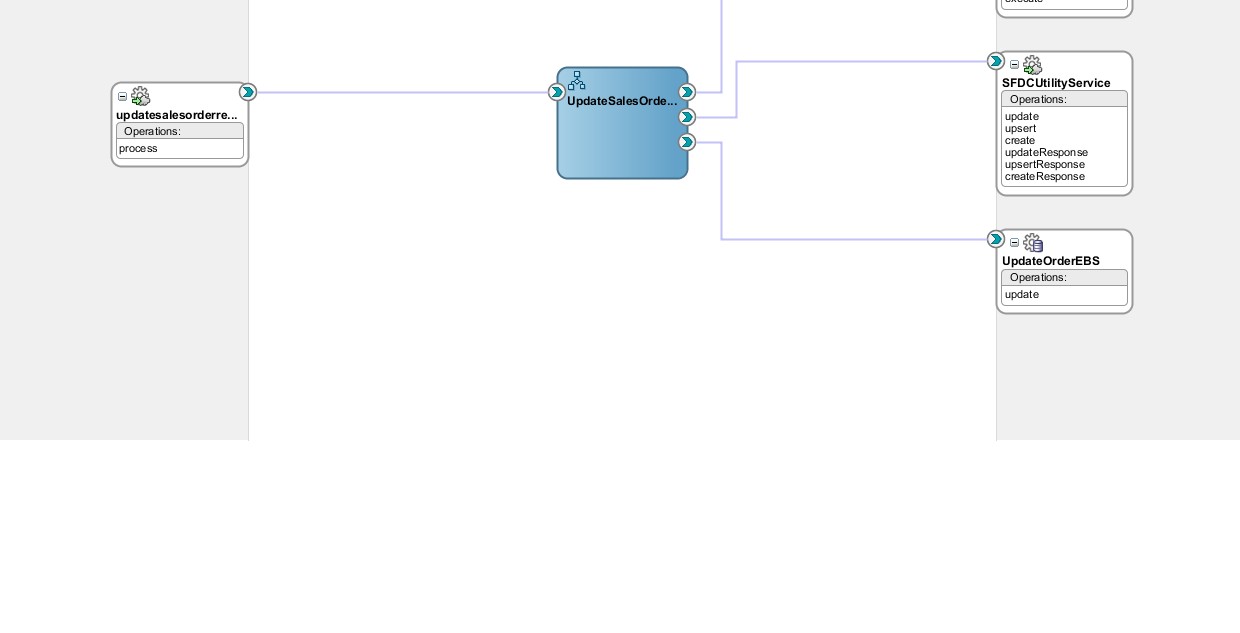 execute
updatesalesorderre...
Operations:
process
UpdateSalesOrde...
SFDCUtilityService
Operations:
update
upsert
create
updateResponse
upsertResponse
createResponse
UpdateOrderEBS
Operations:
update